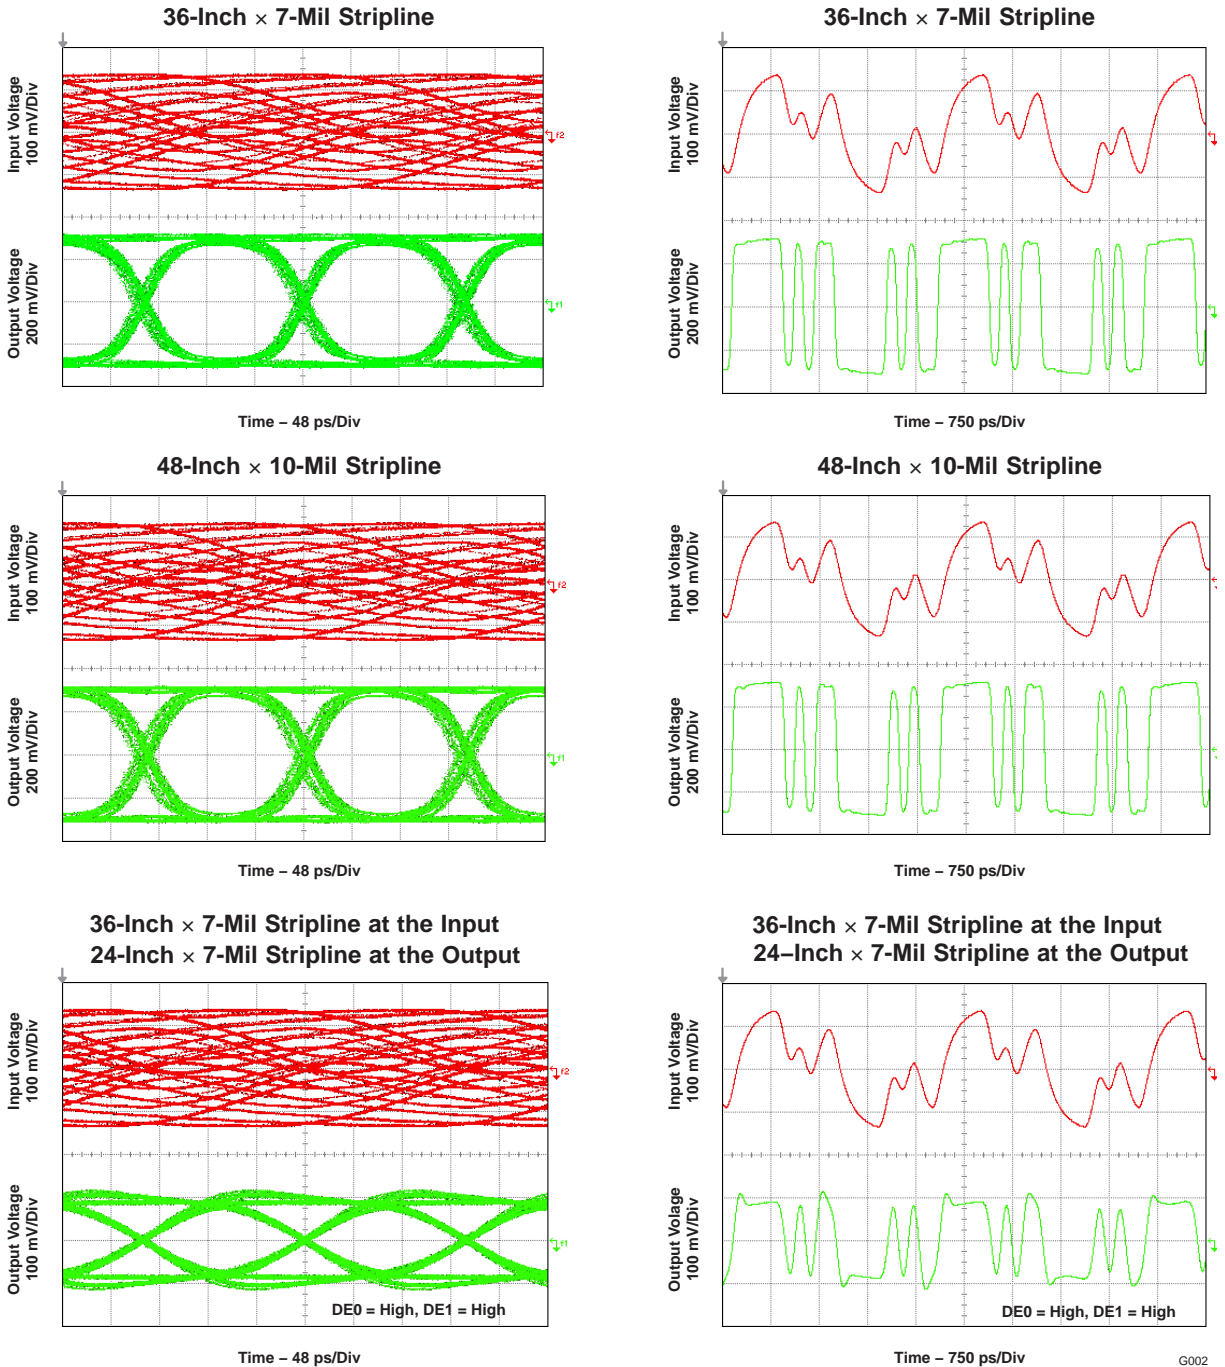 36-Inch × 7-Mil Stripline
36-Inch × 7-Mil Stripline
Input Voltage
100 mV/Div
f2
Output Voltage
200 mV/Div
f1
Time – 48 ps/Div
Input Voltage
100 mV/Div
Output Voltage
200 mV/Div
Time – 750 ps/Div
48-Inch × 10-Mil Stripline
48-Inch × 10-Mil Stripline
Input Voltage
100 mV/Div
f2
Output Voltage
200 mV/Div
f1
Time – 48 ps/Div
Input Voltage
100 mV/Div
Output Voltage
200 mV/Div
Time – 750 ps/Div
36-Inch × 7-Mil Stripline at the Input
24-Inch × 7-Mil Stripline at the Output
36-Inch × 7-Mil Stripline at the Input
24–Inch × 7-Mil Stripline at the Output
Input Voltage
100 mV/Div
f2
Output Voltage
100 mV/Div
f1
DE0 = High, DE1 = High
Time – 48 ps/Div
Input Voltage
100 mV/Div
Output Volage
100 mV/Div
DE0 = High, DE1 = High
Time – 750 ps/Div
G002